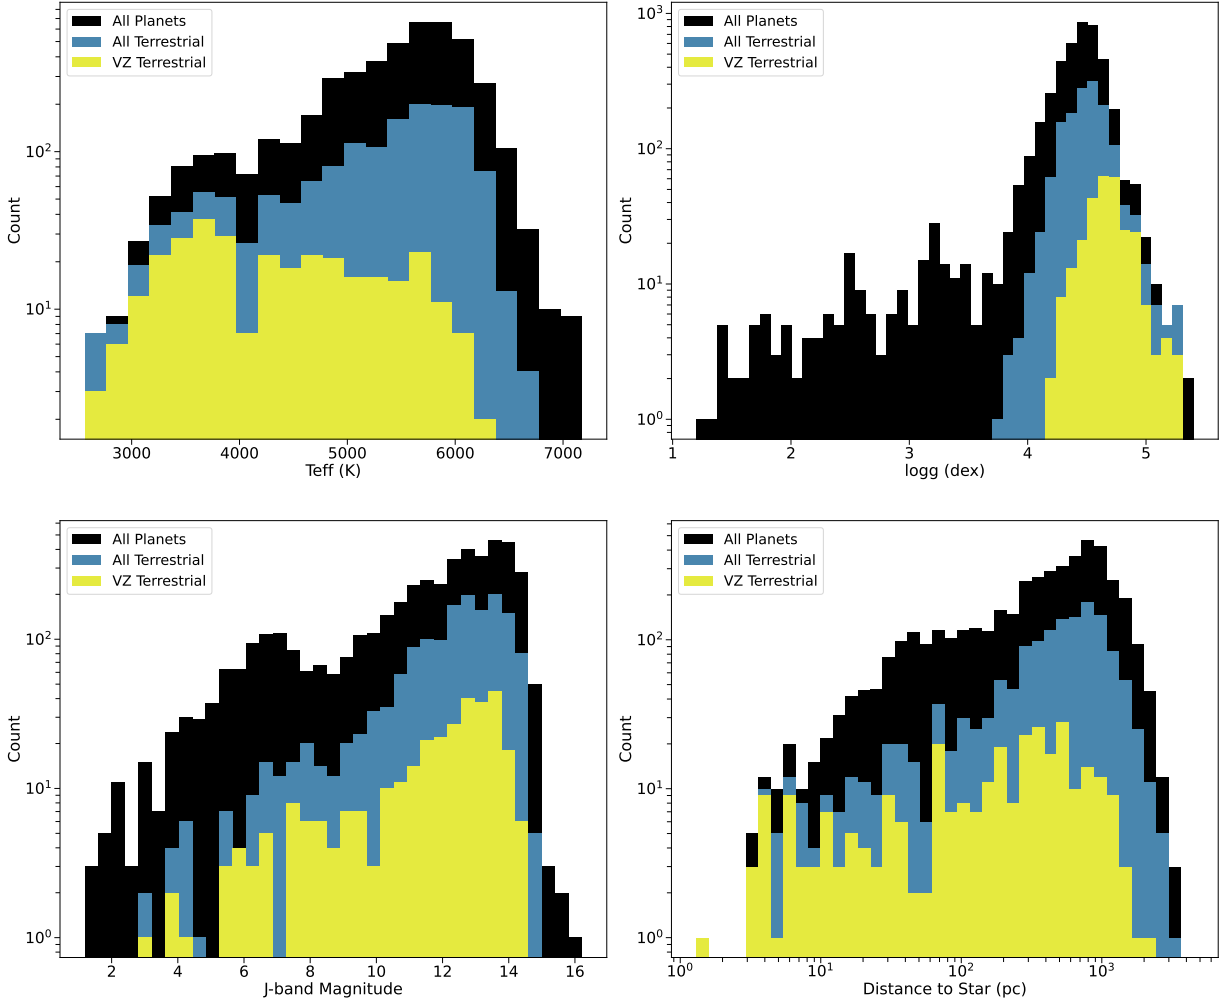 All Planets
All Terrestrial
VZ Terrestrial
Count
10²
10¹
3000 4000 5000 6000 7000
Teff (K)
All Planets
All Terrestrial
VZ Terrestrial
Count
10³
10²
10¹
10⁰
1 2 3 4 5
logg (dex)
All Planets
All Terrestrial
VZ Terrestrial
Count
10²
10¹
10⁰
2 4 6 8 10 12 14 16
J-band Magnitude
All Planets
All Terrestrial
VZ Terrestrial
Count
10²
10¹
10⁰
10⁰ 10¹ 10² 10³
Distance to Star (pc)